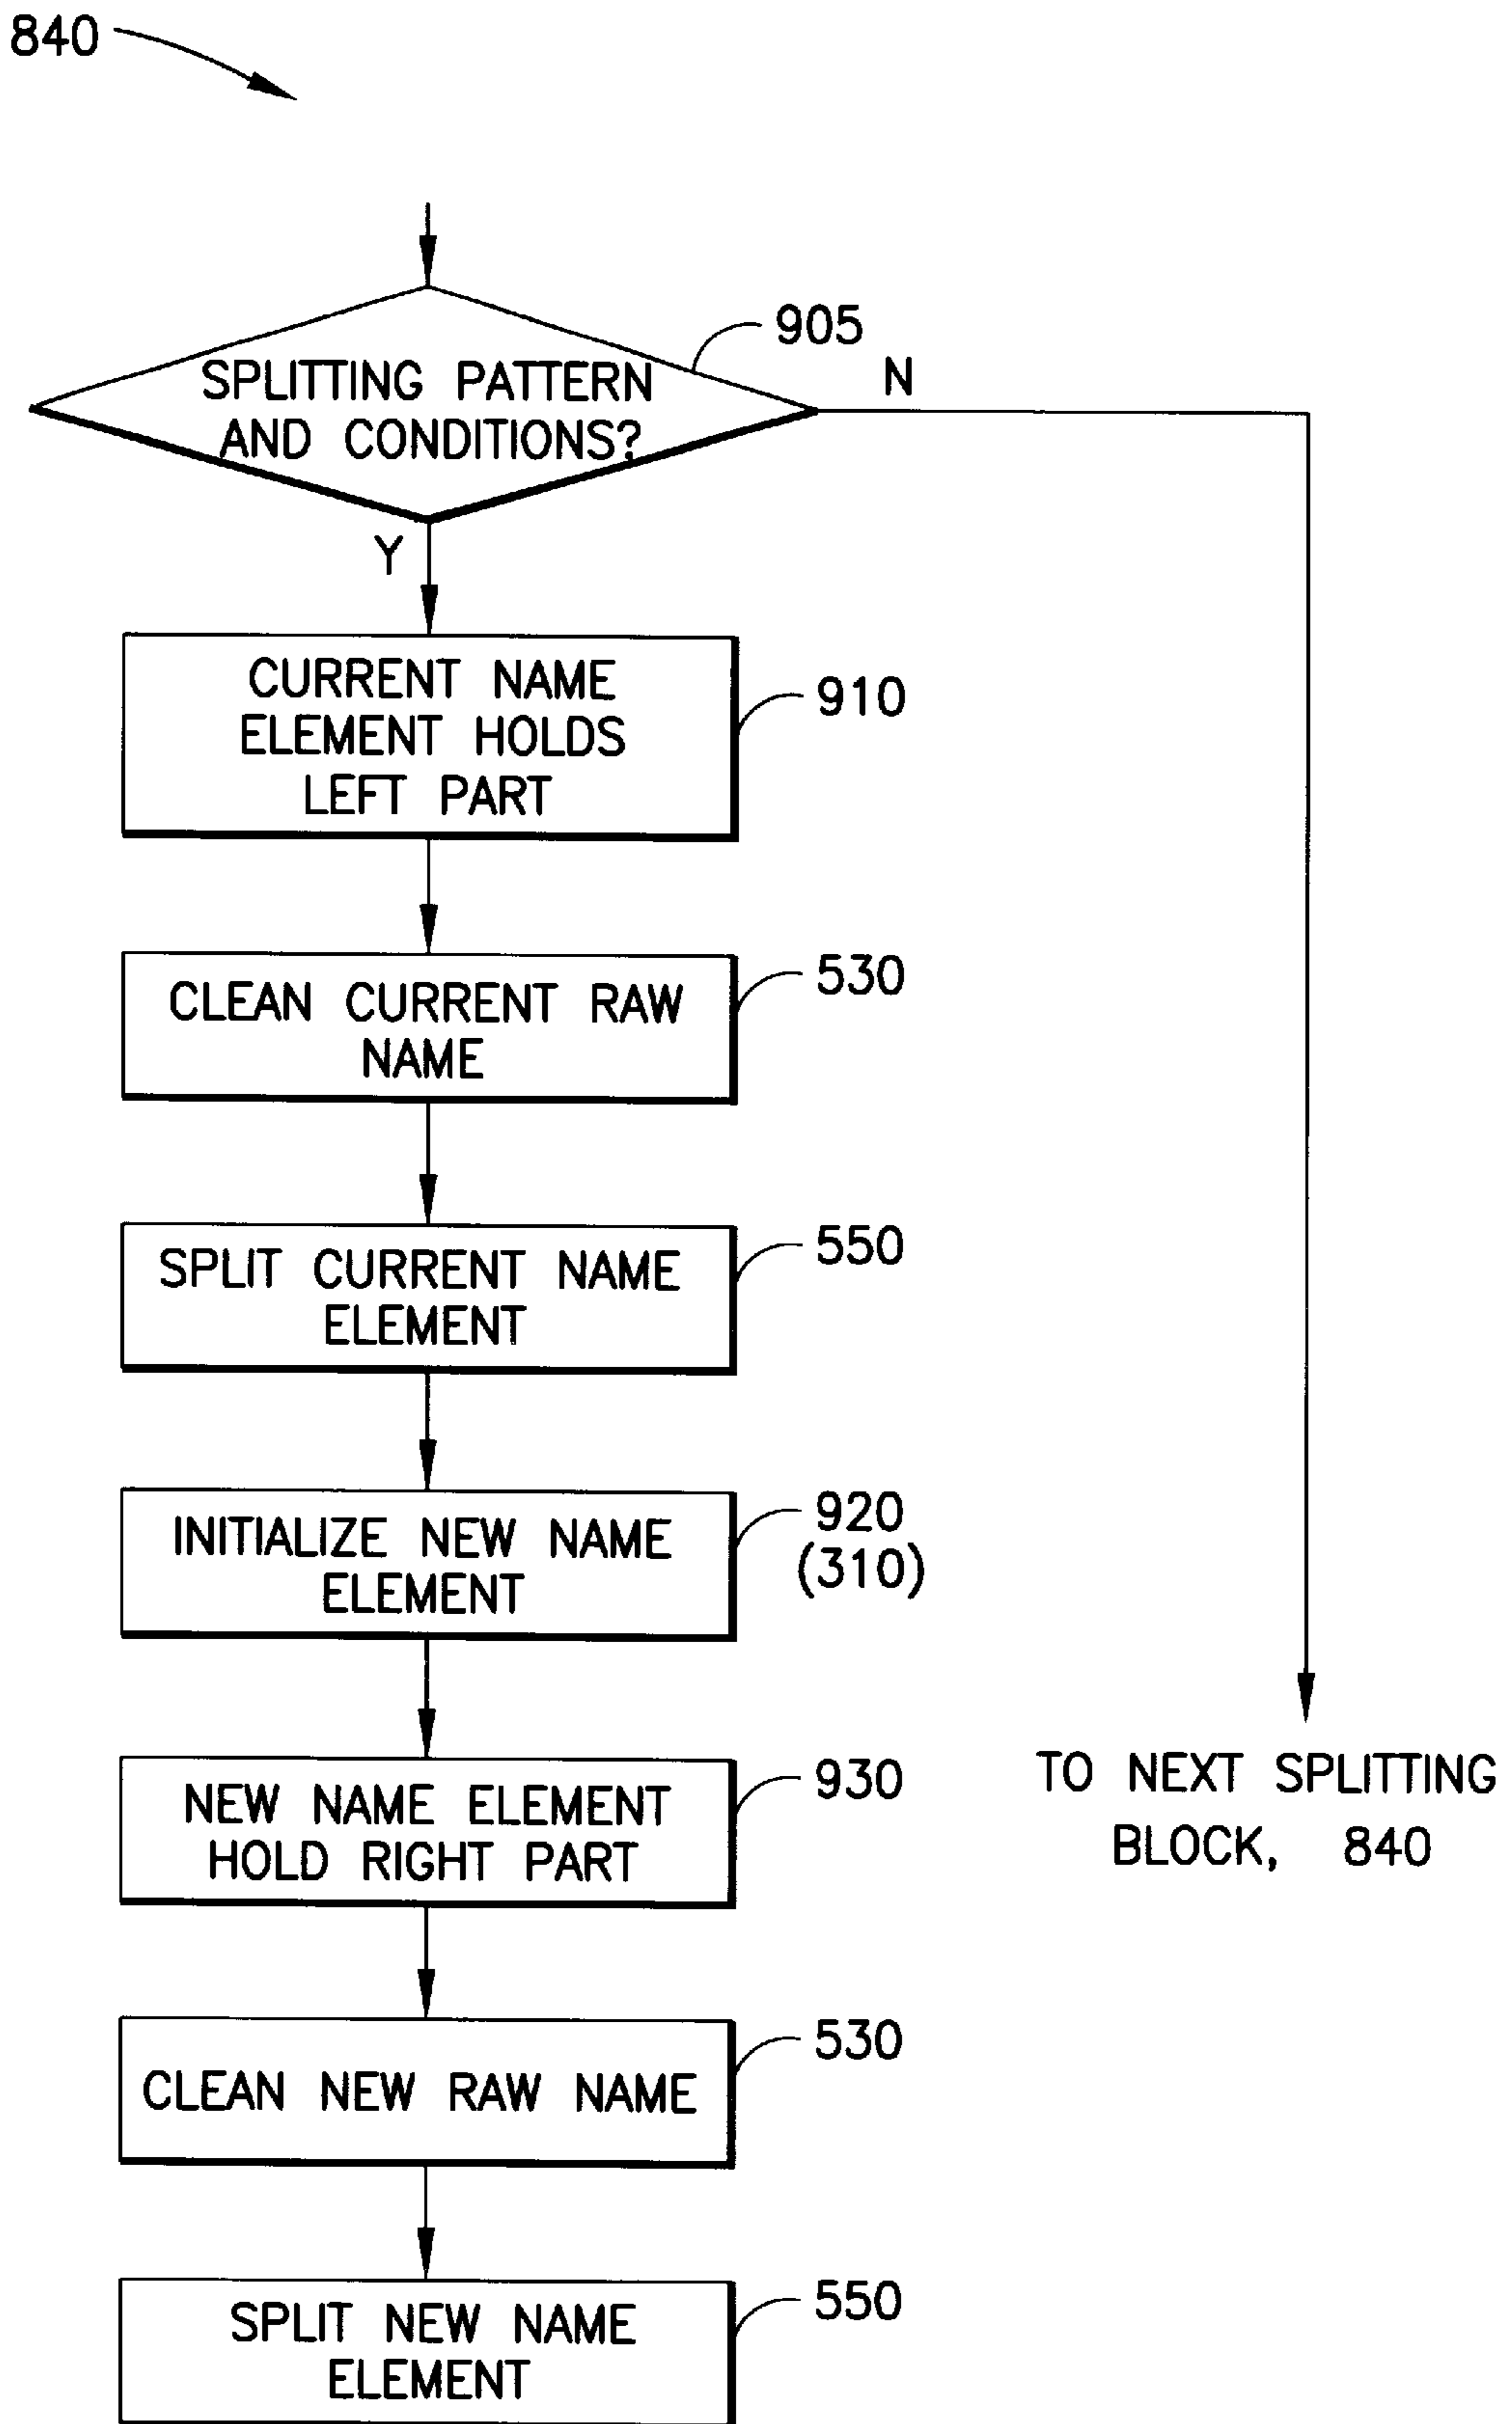 840
905
SPLITTING PATTERN
AND CONDITIONS?
N
Y
CURRENT NAME
ELEMENT HOLDS
LEFT PART
910
CLEAN CURRENT RAW
NAME
530
SPLIT CURRENT NAME
ELEMENT
550
INITIALIZE NEW NAME
ELEMENT
920
(310)
NEW NAME ELEMENT
HOLD RIGHT PART
930
TO NEXT SPLITTING
BLOCK, 840
CLEAN NEW RAW NAME
530
SPLIT NEW NAME
ELEMENT
550